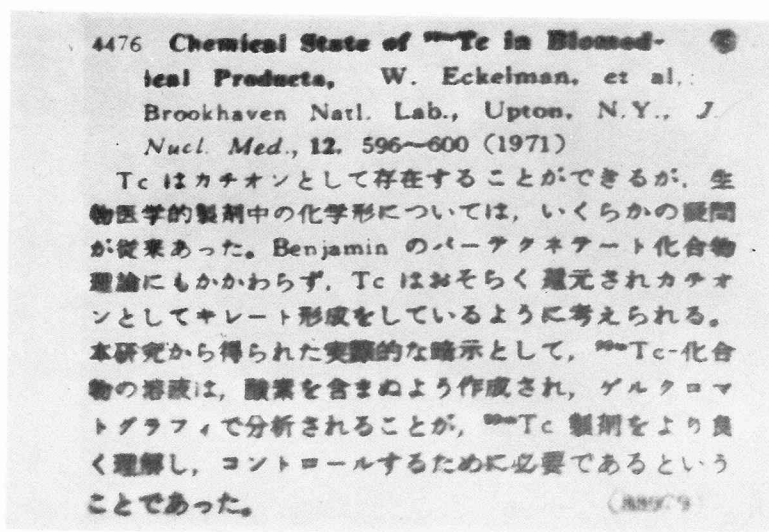 4476 Chemical State of ⁹⁹ᵐTc in Biomed-
ical Products, W. Eckelman, et al.:
Brookhaven Natl. Lab., Upton, N.Y., J.
Nucl. Med., 12, 596～600 (1971)
Tc はカチオンとして存在することができるが，生
物医学的製剤中の化学形については，いくらかの疑問
が従来あった。Benjamin のパーテクネテート化合物
理論にもかかわらず，Tc はおそらく還元されカチオ
ンとしてキレート形成をしているように考えられる。
本研究から得られた実際的な暗示として，⁹⁹ᵐTc-化合
物の溶液は，酸素を含まぬよう作成され，ゲルクロマ
トグラフィで分析されることが，⁹⁹ᵐTc 製剤をより良
く理解し，コントロールするために必要であるという
ことであった。